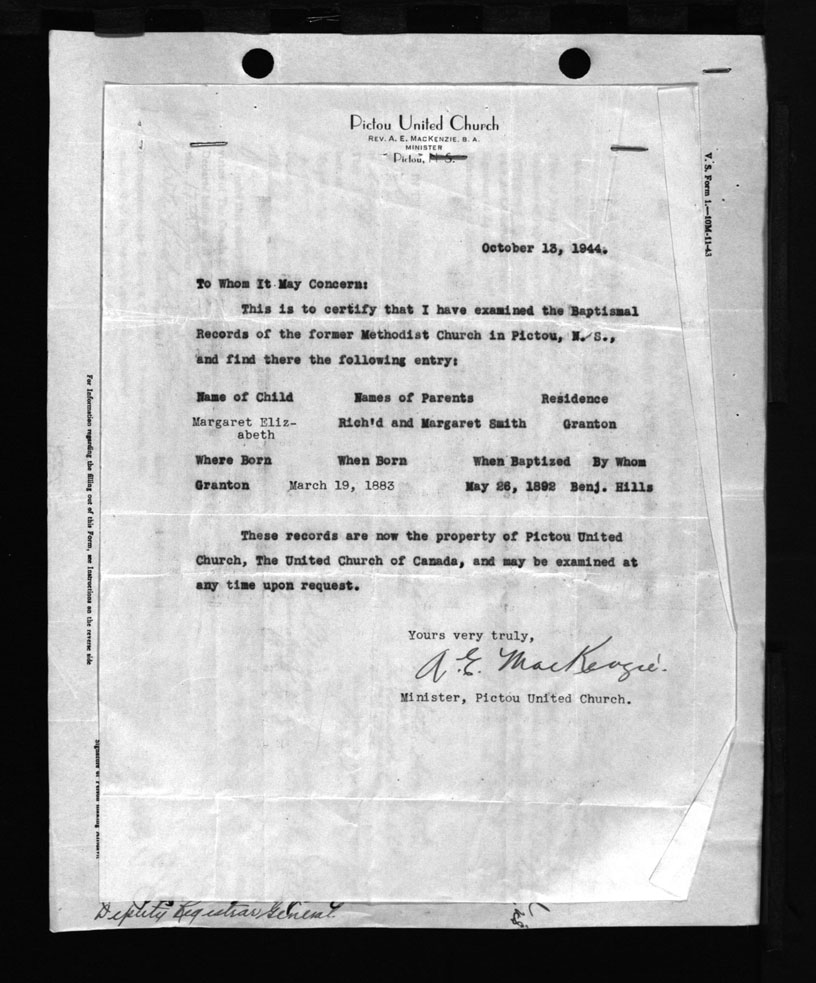 Pictou United Church
REV. A. E. MACKENZIE, B. A.
MINISTER
Pictou, N. S.
V. S. Form 1.—10M-11-43
October 13, 1944.
To Whom It May Concern:
This is to certify that I have examined the Baptismal
Records of the former Methodist Church in Pictou, N. S.,
and find there the following entry:
Name of Child Names of Parents Residence
Margaret Eliz- Rich'd and Margaret Smith Granton
abeth
Where Born When Born When Baptized By Whom
Granton March 19, 1883 May 26, 1892 Benj. Hills
These records are now the property of Pictou United
Church, The United Church of Canada, and may be examined at
any time upon request.
Yours very truly,
A. E. MacKenzie.
Minister, Pictou United Church.
For Information regarding the filling out of this Form, see Instructions on the reverse side
Deputy Registrar General